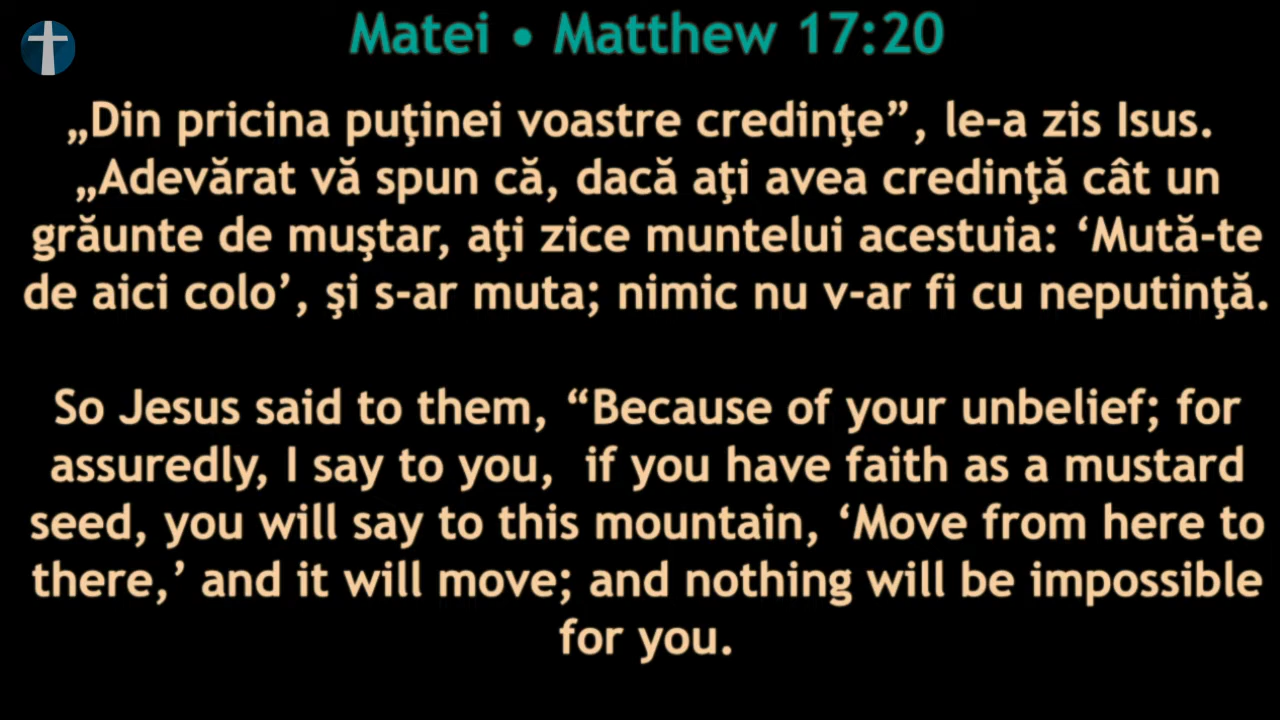 Matei • Matthew 17:20
„Din pricina puţinei voastre credinţe”, le-a zis Isus.
„Adevărat vă spun că, dacă aţi avea credinţă cât un
grăunte de muştar, aţi zice muntelui acestuia: ‘Mută-te
de aici colo’, şi s-ar muta; nimic nu v-ar fi cu neputinţă.
So Jesus said to them, “Because of your unbelief; for
assuredly, I say to you,  if you have faith as a mustard
seed, you will say to this mountain, ‘Move from here to
there,’ and it will move; and nothing will be impossible
for you.